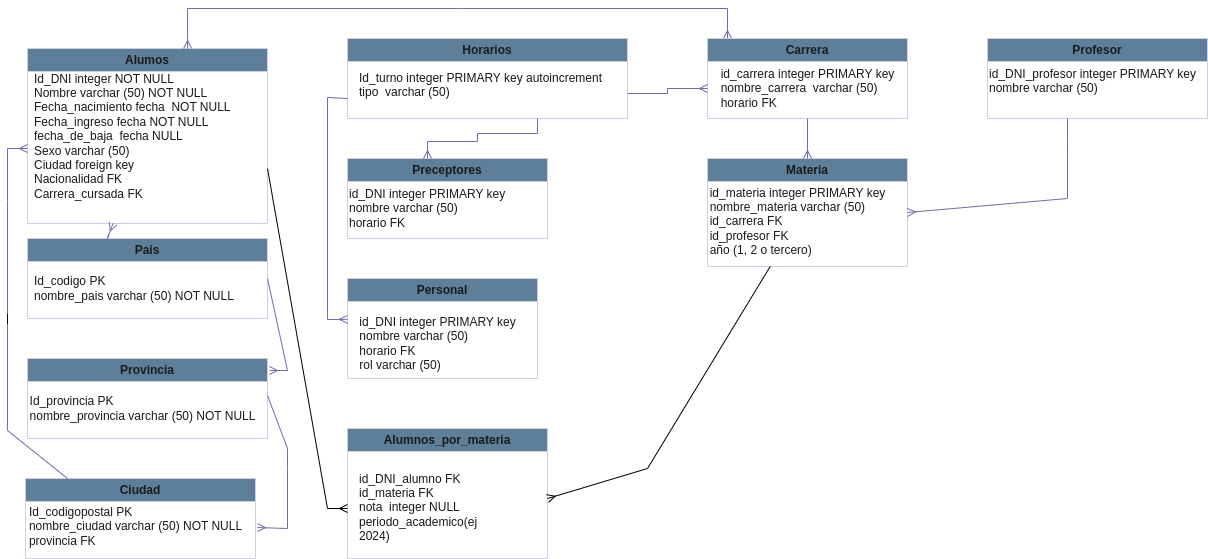 Alumos
Id_DNI integer NOT NULL
Nombre varchar (50) NOT NULL
Fecha_nacimiento fecha  NOT NULL
Fecha_ingreso fecha NOT NULL
fecha_de_baja  fecha NULL
Sexo varchar (50)
Ciudad foreign key
Nacionalidad FK
Carrera_cursada FK
Horarios
Id_turno integer PRIMARY key autoincrement
tipo  varchar (50)
Carrera
id_carrera integer PRIMARY key
nombre_carrera  varchar (50)
horario FK
Profesor
id_DNI_profesor integer PRIMARY key
nombre varchar (50)
Preceptores
id_DNI integer PRIMARY key
nombre varchar (50)
horario FK
Materia
id_materia integer PRIMARY key
nombre_materia varchar (50)
id_carrera FK
id_profesor FK
año (1, 2 o tercero)
Pais
Id_codigo PK
nombre_pais varchar (50) NOT NULL
Personal
id_DNI integer PRIMARY key
nombre varchar (50)
horario FK
rol varchar (50)
Provincia
Id_provincia PK
nombre_provincia varchar (50) NOT NULL
Alumnos_por_materia
id_DNI_alumno FK
id_materia FK
nota  integer NULL
periodo_academico(ej
2024)
Ciudad
Id_codigopostal PK
nombre_ciudad varchar (50) NOT NULL
provincia FK